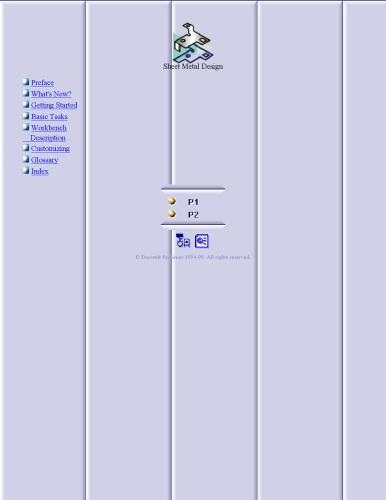 Sheet Metal Design
Preface
What's New?
Getting Started
Basic Tasks
Workbench
Description
Customizing
Glossary
Index
P1
P2
© Dassault Systèmes 1994-99. All rights reserved.